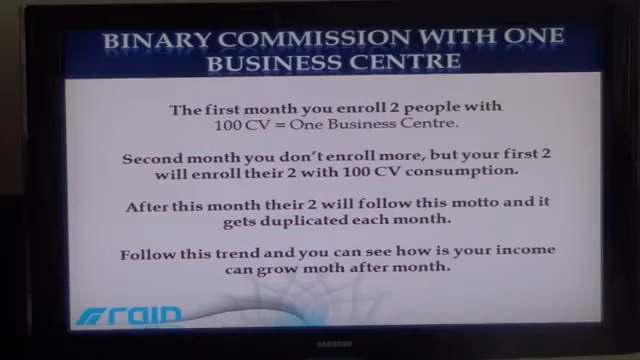 BINARY COMMISSION WITH ONE
BUSINESS CENTRE
The first month you enroll 2 people with
100 CV = One Business Centre.
Second month you don't enroll more, but your first 2
will enroll their 2 with 100 CV consumption.
After this month their 2 will follow this motto and it
gets duplicated each month.
Follow this trend and you can see how is your income
can grow moth after month.
rain
SAMSUNG